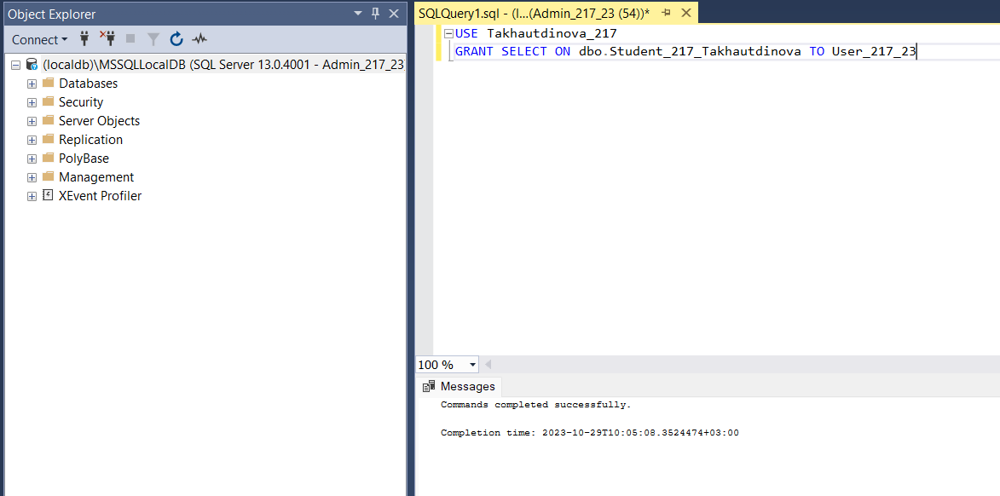 Object Explorer
Connect
(localdb)\MSSQLLocalDB (SQL Server 13.0.4001 - Admin_217_23)
Databases
Security
Server Objects
Replication
PolyBase
Management
XEvent Profiler
SQLQuery1.sql - (l...(Admin_217_23 (54))*
USE Takhautdinova_217
GRANT SELECT ON dbo.Student_217_Takhautdinova TO User_217_23
100 %
Messages
Commands completed successfully.
Completion time: 2023-10-29T10:05:08.3524474+03:00